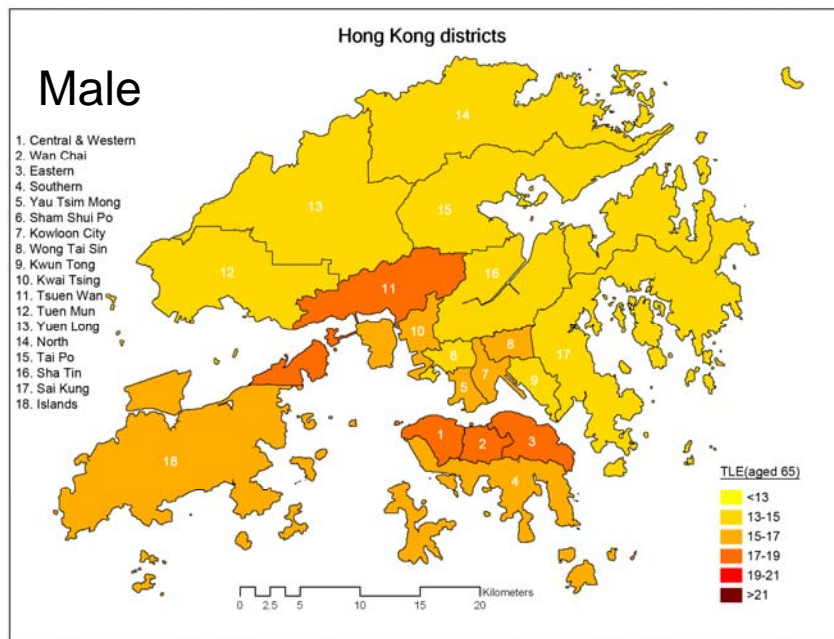 Hong Kong districts
Male
1. Central & Western
2. Wan Chai
3. Eastern
4. Southern
5. Yau Tsim Mong
6. Sham Shui Po
7. Kowloon City
8. Wong Tai Sin
9. Kwun Tong
10. Kwai Tsing
11. Tsuen Wan
12. Tuen Mun
13. Yuen Long
14. North
15. Tai Po
16. Sha Tin
17. Sai Kung
18. Islands
14
13
15
12
16
11
10
8
6
17
9
7
5
1
2
3
18
4
TLE(aged 65)
<13
13-15
15-17
17-19
19-21
>21
Kilometers
0 2.5 5 10 15 20